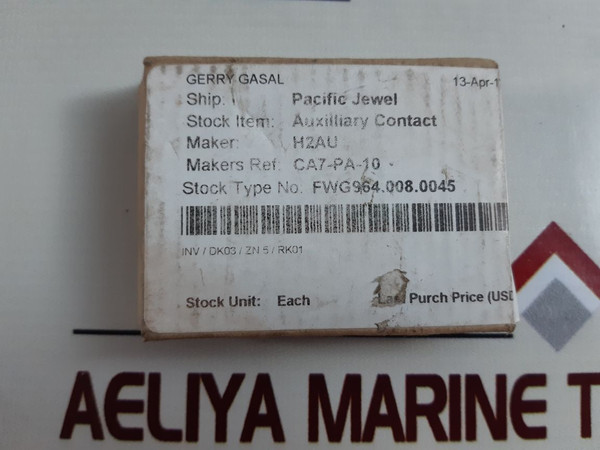 GERRY GASAL 13-Apr-1
Ship: Pacific Jewel
Stock Item: Auxilliary Contact
Maker: H2AU
Makers Ref: CA7-PA-10
Stock Type No: FWG964.008.0045
INV / DK03 / ZN 5 / RK01
Stock Unit: Each Last Purch Price (USD
AELIYA MARINE T